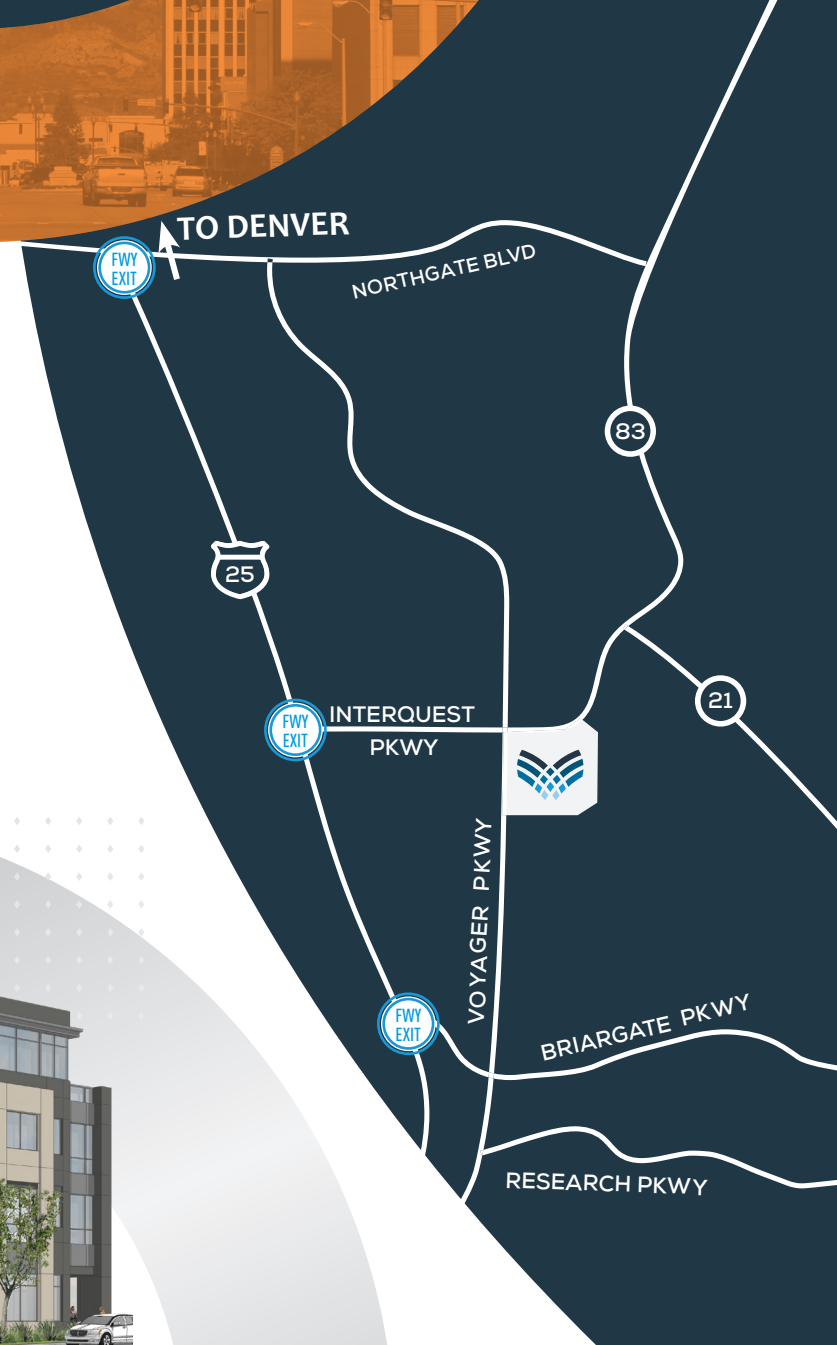 TO DENVER
FWY
EXIT
NORTHGATE BLVD
83
25
21
FWY
EXIT
INTERQUEST
PKWY
VOYAGER PKWY
FWY
EXIT
BRIARGATE PKWY
RESEARCH PKWY